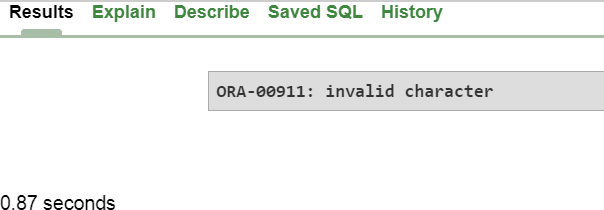 Results Explain Describe Saved SQL History
ORA-00911: invalid character
0.87 seconds